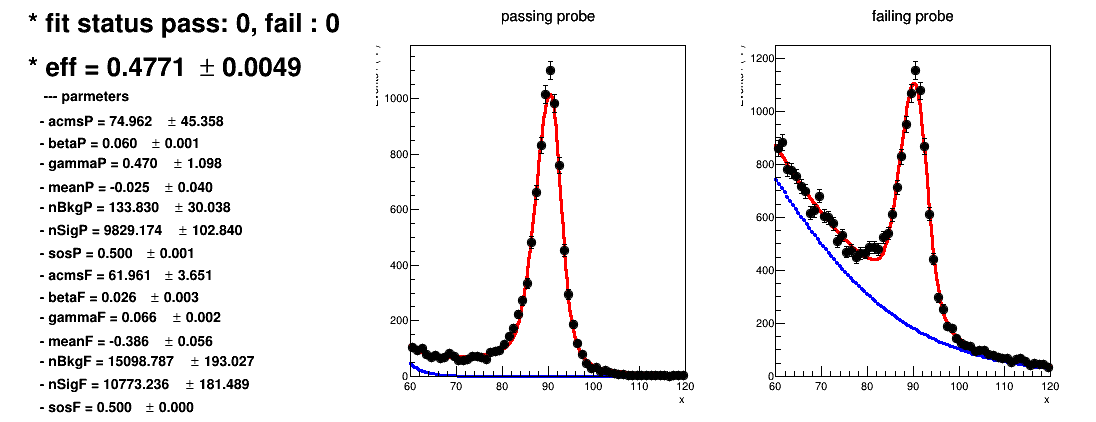 * fit status pass: 0, fail : 0
* eff = 0.4771 ± 0.0049
--- parmeters
- acmsP = 74.962 ± 45.358
- betaP = 0.060 ± 0.001
- gammaP = 0.470 ± 1.098
- meanP = -0.025 ± 0.040
- nBkgP = 133.830 ± 30.038
- nSigP = 9829.174 ± 102.840
- sosP = 0.500 ± 0.001
- acmsF = 61.961 ± 3.651
- betaF = 0.026 ± 0.003
- gammaF = 0.066 ± 0.002
- meanF = -0.386 ± 0.056
- nBkgF = 15098.787 ± 193.027
- nSigF = 10773.236 ± 181.489
- sosF = 0.500 ± 0.000
passing probe
1000
800
600
400
200
0
60 70 80 90 100 110 120
x
failing probe
1200
1000
800
600
400
200
0
60 70 80 90 100 110 120
x